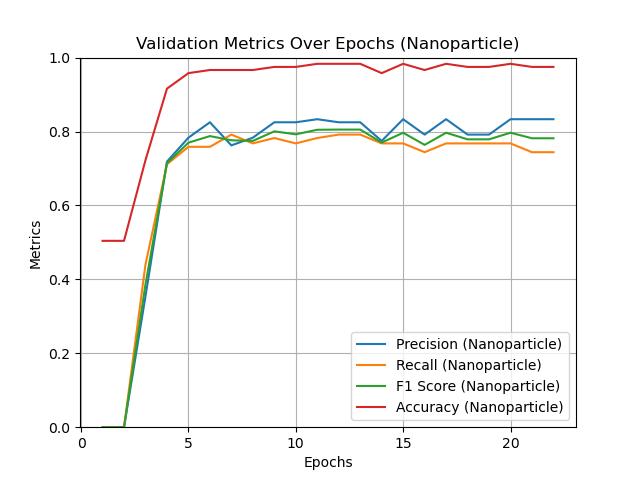 Validation Metrics Over Epochs (Nanoparticle)
1.0
0.8
0.6
0.4
0.2
0.0
Metrics
0
5
10
15
20
Epochs
Precision (Nanoparticle)
Recall (Nanoparticle)
F1 Score (Nanoparticle)
Accuracy (Nanoparticle)